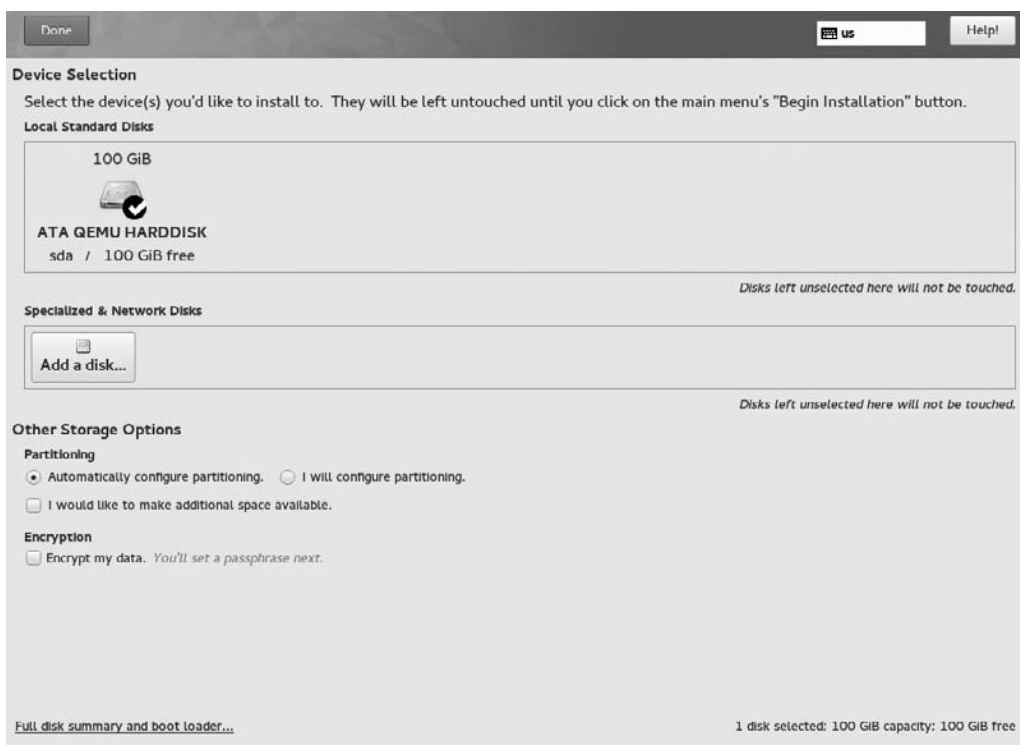 Done
us
Help!
Device Selection
Select the device(s) you'd like to install to. They will be left untouched until you click on the main menu's "Begin Installation" button.
Local Standard Disks
100 GiB
ATA QEMU HARDDISK
sda / 100 GiB free
Disks left unselected here will not be touched.
Specialized & Network Disks
Add a disk...
Disks left unselected here will not be touched.
Other Storage Options
Partitioning
Automatically configure partitioning. I will configure partitioning.
I would like to make additional space available.
Encryption
Encrypt my data. You'll set a passphrase next.
Full disk summary and boot loader...
1 disk selected; 100 GiB capacity; 100 GiB free